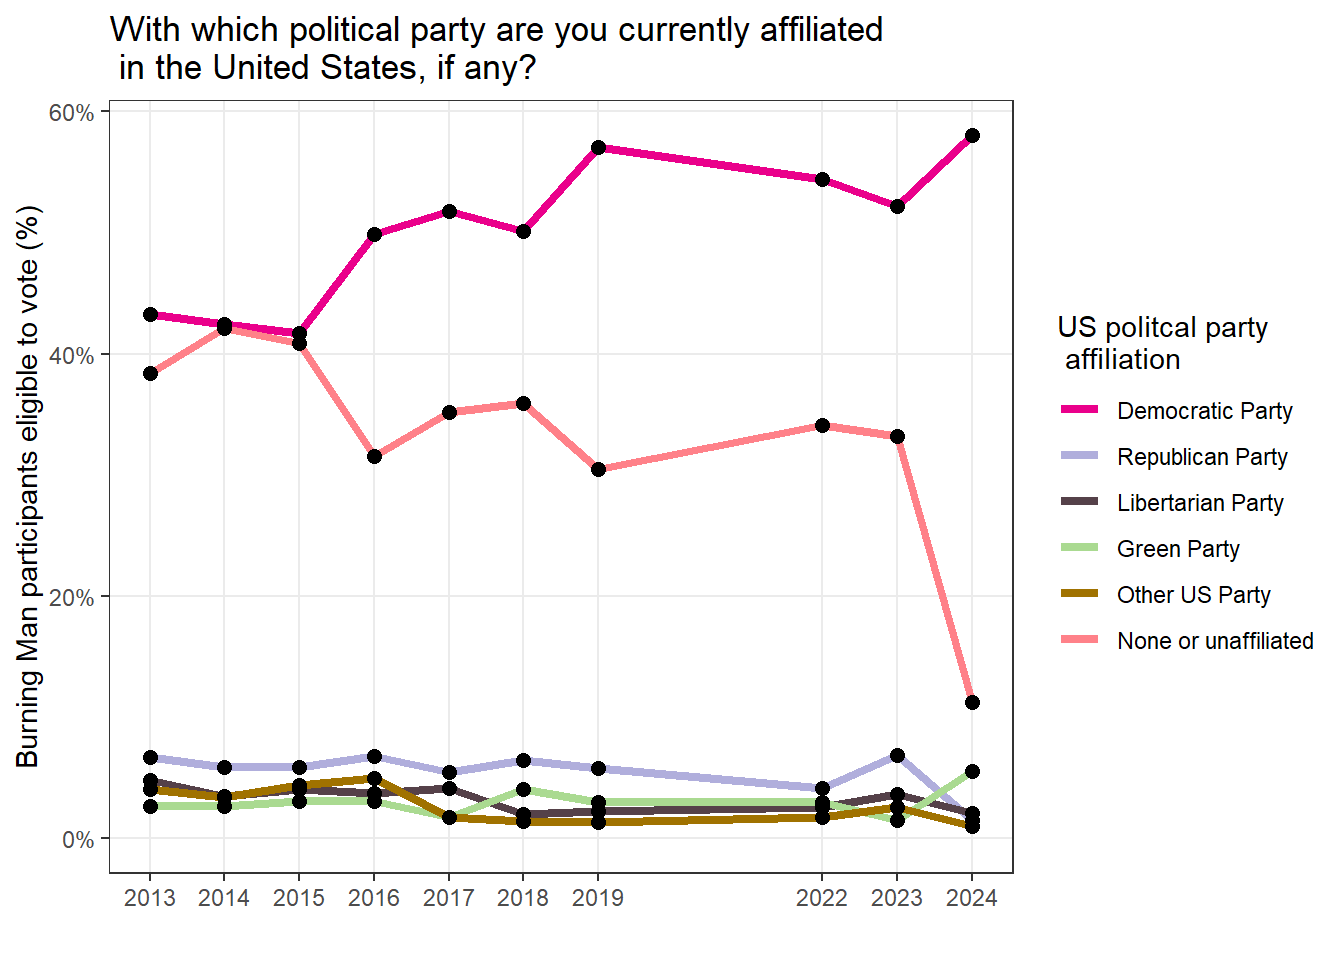 With which political party are you currently affiliated
in the United States, if any?
Burning Man participants eligible to vote (%)
60%
40%
20%
0%
2013 2014 2015 2016 2017 2018 2019 2022 2023 2024
US politcal party
affiliation
Democratic Party
Republican Party
Libertarian Party
Green Party
Other US Party
None or unaffiliated